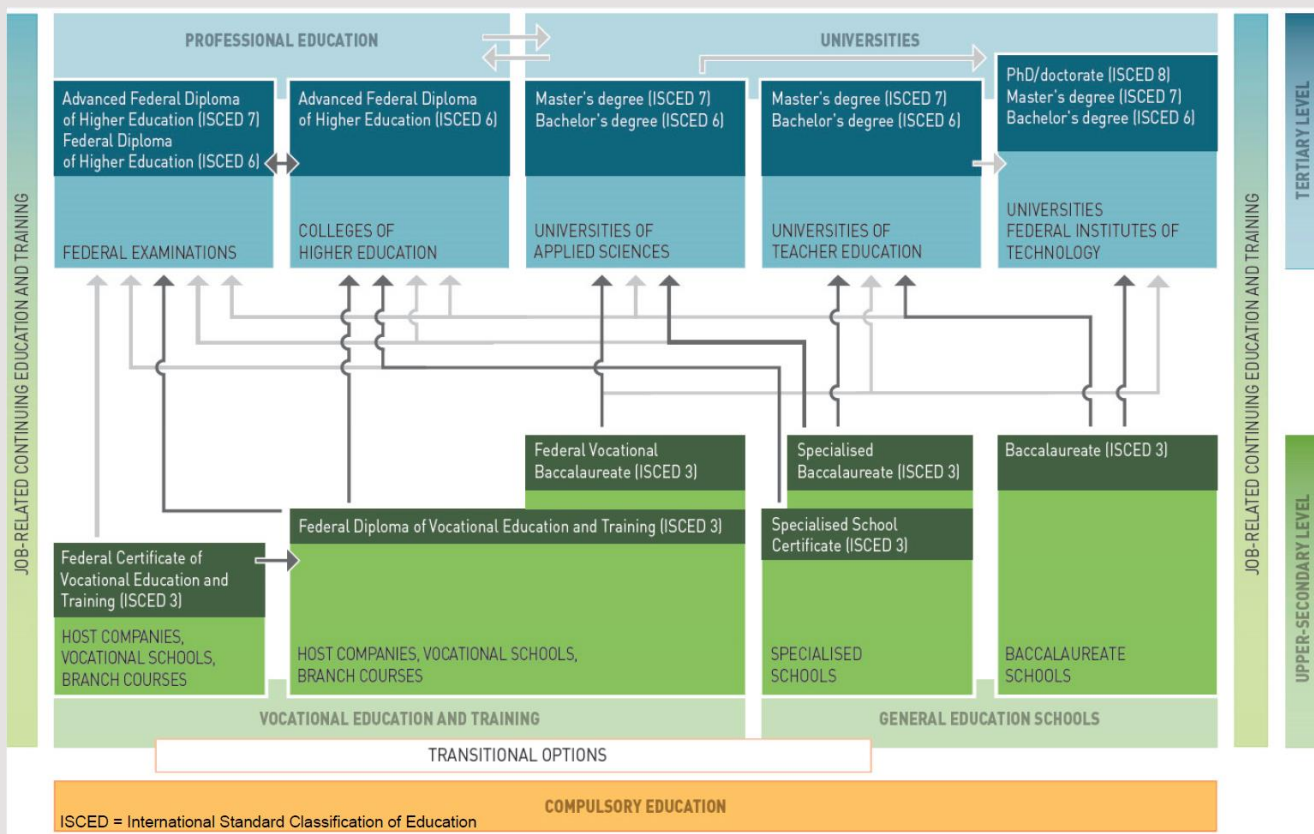 PROFESSIONAL EDUCATION
UNIVERSITIES
Advanced Federal Diploma
of Higher Education (ISCED 7)
Federal Diploma
of Higher Education (ISCED 6)
FEDERAL EXAMINATIONS
Advanced Federal Diploma
of Higher Education (ISCED 6)
COLLEGES OF
HIGHER EDUCATION
Master's degree (ISCED 7)
Bachelor's degree (ISCED 6)
UNIVERSITIES OF
APPLIED SCIENCES
Master's degree (ISCED 7)
Bachelor's degree (ISCED 6)
UNIVERSITIES OF
TEACHER EDUCATION
PhD/doctorate (ISCED 8)
Master's degree (ISCED 7)
Bachelor's degree (ISCED 6)
UNIVERSITIES
FEDERAL INSTITUTES OF
TECHNOLOGY
JOB-RELATED CONTINUING EDUCATION AND TRAINING
JOB-RELATED CONTINUING EDUCATION AND TRAINING
TERTIARY LEVEL
UPPER-SECONDARY LEVEL
Federal Vocational
Baccalaureate (ISCED 3)
Specialised
Baccalaureate (ISCED 3)
Baccalaureate (ISCED 3)
Federal Diploma of Vocational Education and Training (ISCED 3)
Specialised School
Certificate (ISCED 3)
Federal Certificate of
Vocational Education and
Training (ISCED 3)
HOST COMPANIES,
VOCATIONAL SCHOOLS,
BRANCH COURSES
HOST COMPANIES, VOCATIONAL SCHOOLS,
BRANCH COURSES
SPECIALISED
SCHOOLS
BACCALAUREATE
SCHOOLS
VOCATIONAL EDUCATION AND TRAINING
GENERAL EDUCATION SCHOOLS
TRANSITIONAL OPTIONS
COMPULSORY EDUCATION
ISCED = International Standard Classification of Education